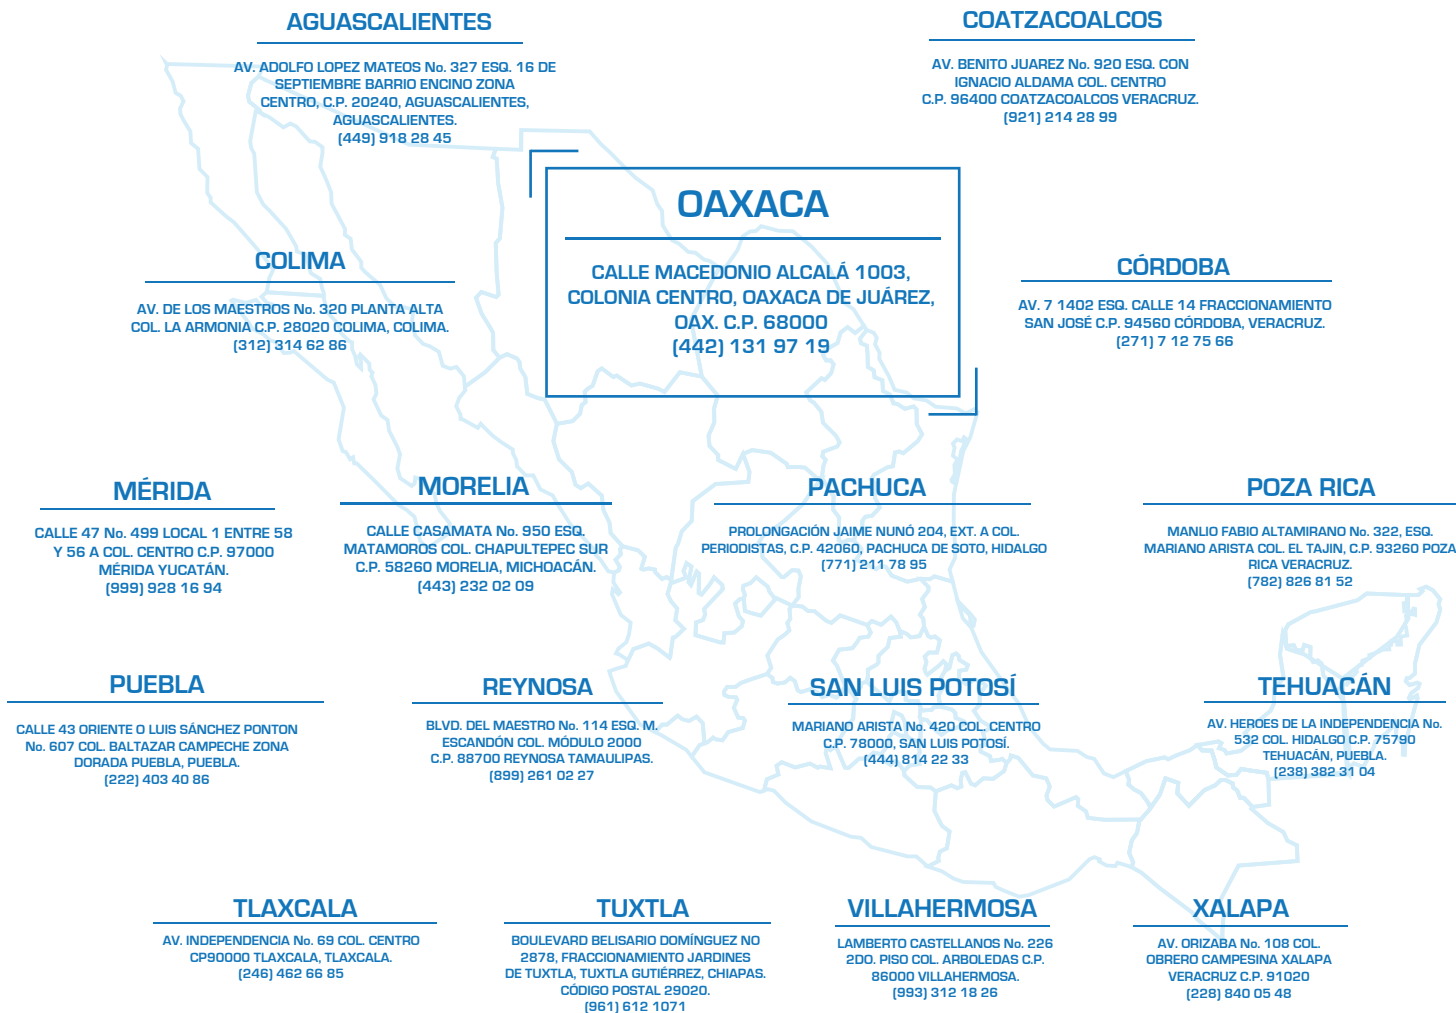 AGUASCALIENTES
AV. ADOLFO LOPEZ MATEOS No. 327 ESQ. 16 DE
SEPTIEMBRE BARRIO ENCINO ZONA
CENTRO, C.P. 20240, AGUASCALIENTES,
AGUASCALIENTES.
(449) 918 28 45
COATZACOALCOS
AV. BENITO JUAREZ No. 920 ESQ. CON
IGNACIO ALDAMA COL. CENTRO
C.P. 96400 COATZACOALCOS VERACRUZ.
(921) 214 28 99
OAXACA
CALLE MACEDONIO ALCALÁ 1003,
COLONIA CENTRO, OAXACA DE JUÁREZ,
OAX. C.P. 68000
(442) 131 97 19
COLIMA
AV. DE LOS MAESTROS No. 320 PLANTA ALTA
COL. LA ARMONIA C.P. 28020 COLIMA, COLIMA.
(312) 314 62 86
CÓRDOBA
AV. 7 1402 ESQ. CALLE 14 FRACCIONAMIENTO
SAN JOSÉ C.P. 94560 CÓRDOBA, VERACRUZ.
(271) 7 12 75 66
MÉRIDA
CALLE 47 No. 499 LOCAL 1 ENTRE 58
Y 56 A COL. CENTRO C.P. 97000
MÉRIDA YUCATÁN.
(999) 928 16 94
MORELIA
CALLE CASAMATA No. 950 ESQ.
MATAMOROS COL. CHAPULTEPEC SUR
C.P. 58260 MORELIA, MICHOACÁN.
(443) 232 02 09
PACHUCA
PROLONGACIÓN JAIME NUNÓ 204, EXT. A COL.
PERIODISTAS, C.P. 42060, PACHUCA DE SOTO, HIDALGO
(771) 211 78 95
POZA RICA
MANLIO FABIO ALTAMIRANO No. 322, ESQ.
MARIANO ARISTA COL. EL TAJIN, C.P. 93260 POZA
RICA VERACRUZ.
(782) 826 81 52
PUEBLA
CALLE 43 ORIENTE O LUIS SÁNCHEZ PONTON
No. 607 COL. BALTAZAR CAMPECHE ZONA
DORADA PUEBLA, PUEBLA.
(222) 403 40 86
REYNOSA
BLVD. DEL MAESTRO No. 114 ESQ. M.
ESCANDÓN COL. MÓDULO 2000
C.P. 88700 REYNOSA TAMAULIPAS.
(899) 261 02 27
SAN LUIS POTOSÍ
MARIANO ARISTA No. 420 COL. CENTRO
C.P. 78000, SAN LUIS POTOSÍ.
(444) 814 22 33
TEHUACÁN
AV. HEROES DE LA INDEPENDENCIA No.
532 COL. HIDALGO C.P. 75790
TEHUACÁN, PUEBLA.
(238) 382 31 04
TLAXCALA
AV. INDEPENDENCIA No. 69 COL. CENTRO
CP90000 TLAXCALA, TLAXCALA.
(246) 462 66 85
TUXTLA
BOULEVARD BELISARIO DOMÍNGUEZ NO
2878, FRACCIONAMIENTO JARDINES
DE TUXTLA, TUXTLA GUTIÉRREZ, CHIAPAS.
CÓDIGO POSTAL 29020.
(961) 612 1071
VILLAHERMOSA
LAMBERTO CASTELLANOS No. 226
2DO. PISO COL. ARBOLEDAS C.P.
86000 VILLAHERMOSA.
(993) 312 18 26
XALAPA
AV. ORIZABA No. 108 COL.
OBRERO CAMPESINA XALAPA
VERACRUZ C.P. 91020
(228) 840 05 48